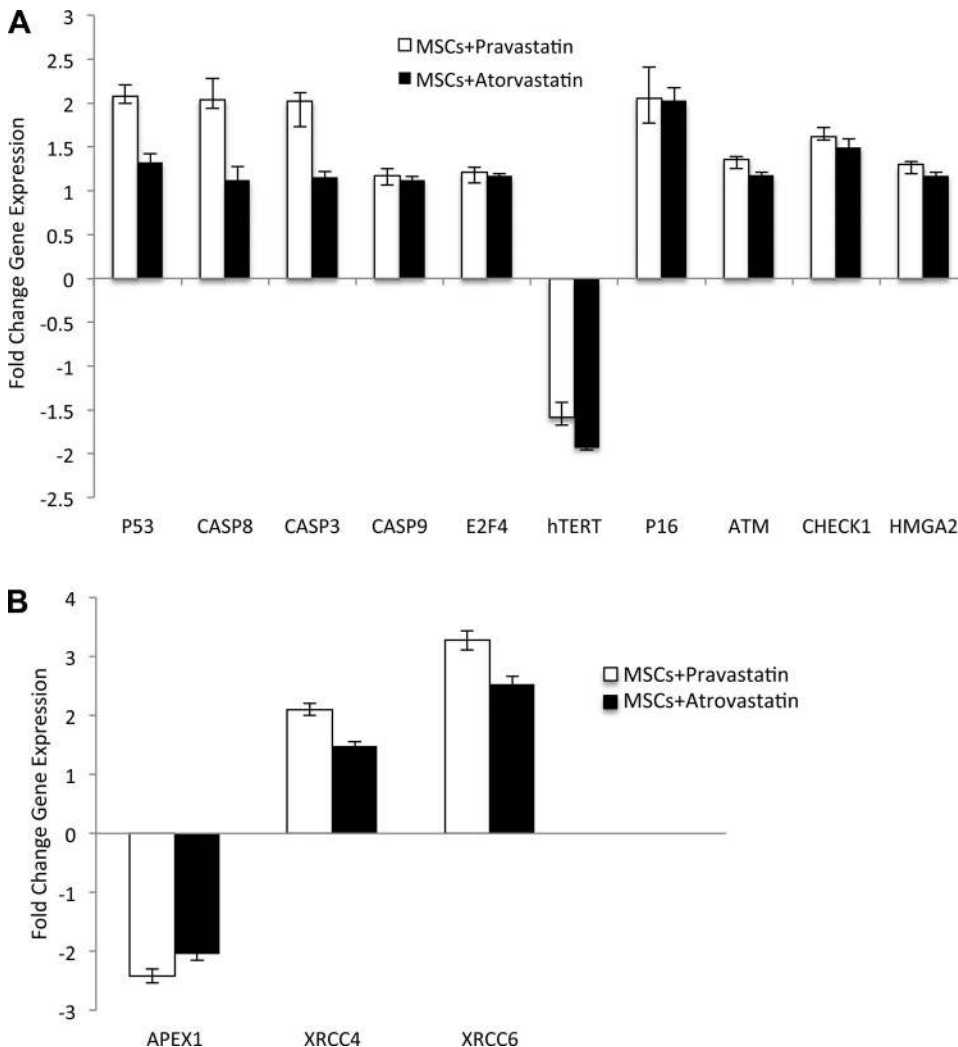 A
3
2.5
2
1.5
1
0.5
0
-0.5
-1
-1.5
-2
-2.5
Fold Change Gene Expression
MSCs+Pravastatin
MSCs+Atorvastatin
P53 CASP8 CASP3 CASP9 E2F4 hTERT P16 ATM CHECK1 HMGA2
B
4
3
2
1
0
-1
-2
-3
Fold Change Gene Expression
MSCs+Pravastatin
MSCs+Atrovastatin
APEX1 XRCC4 XRCC6